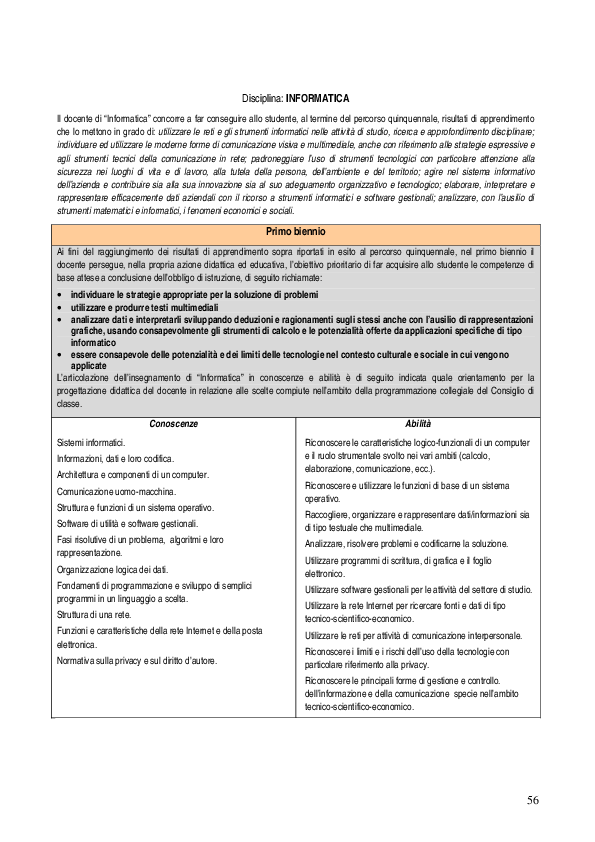 Disciplina: INFORMATICA
Il docente di “Informatica” concorre a far conseguire allo studente, al termine del percorso quinquennale, risultati di apprendimento
che lo mettono in grado di: utilizzare le reti e gli strumenti informatici nelle attività di studio, ricerca e approfondimento disciplinare;
individuare ed utilizzare le moderne forme di comunicazione visiva e multimediale, anche con riferimento alle strategie espressive e
agli strumenti tecnici della comunicazione in rete; padroneggiare l’uso di strumenti tecnologici con particolare attenzione alla
sicurezza nei luoghi di vita e di lavoro, alla tutela della persona, dell’ambiente e del territorio; agire nel sistema informativo
dell’azienda e contribuire sia alla sua innovazione sia al suo adeguamento organizzativo e tecnologico; elaborare, interpretare e
rappresentare efficacemente dati aziendali con il ricorso a strumenti informatici e software gestionali; analizzare, con l’ausilio di
strumenti matematici e informatici, i fenomeni economici e sociali.
Primo biennio
Ai fini del raggiungimento dei risultati di apprendimento sopra riportati in esito al percorso quinquennale, nel primo biennio il
docente persegue, nella propria azione didattica ed educativa, l’obiettivo prioritario di far acquisire allo studente le competenze di
base attese a conclusione dell’obbligo di istruzione, di seguito richiamate:
• individuare le strategie appropriate per la soluzione di problemi
• utilizzare e produrre testi multimediali
• analizzare dati e interpretarli sviluppando deduzioni e ragionamenti sugli stessi anche con l’ausilio di rappresentazioni
grafiche, usando consapevolmente gli strumenti di calcolo e le potenzialità offerte da applicazioni specifiche di tipo
informatico
• essere consapevole delle potenzialità e dei limiti delle tecnologie nel contesto culturale e sociale in cui vengono
applicate
L’articolazione dell’insegnamento di “Informatica” in conoscenze e abilità è di seguito indicata quale orientamento per la
progettazione didattica del docente in relazione alle scelte compiute nell’ambito della programmazione collegiale del Consiglio di
classe.
Conoscenze
Sistemi informatici.
Informazioni, dati e loro codifica.
Architettura e componenti di un computer.
Comunicazione uomo-macchina.
Struttura e funzioni di un sistema operativo.
Software di utilità e software gestionali.
Fasi risolutive di un problema, algoritmi e loro
rappresentazione.
Organizzazione logica dei dati.
Fondamenti di programmazione e sviluppo di semplici
programmi in un linguaggio a scelta.
Struttura di una rete.
Funzioni e caratteristiche della rete Internet e della posta
elettronica.
Normativa sulla privacy e sul diritto d’autore.
Abilità
Riconoscere le caratteristiche logico-funzionali di un computer
e il ruolo strumentale svolto nei vari ambiti (calcolo,
elaborazione, comunicazione, ecc.).
Riconoscere e utilizzare le funzioni di base di un sistema
operativo.
Raccogliere, organizzare e rappresentare dati/informazioni sia
di tipo testuale che multimediale.
Analizzare, risolvere problemi e codificarne la soluzione.
Utilizzare programmi di scrittura, di grafica e il foglio
elettronico.
Utilizzare software gestionali per le attività del settore di studio.
Utilizzare la rete Internet per ricercare fonti e dati di tipo
tecnico-scientifico-economico.
Utilizzare le reti per attività di comunicazione interpersonale.
Riconoscere i limiti e i rischi dell’uso della tecnologie con
particolare riferimento alla privacy.
Riconoscere le principali forme di gestione e controllo.
dell’informazione e della comunicazione specie nell’ambito
tecnico-scientifico-economico.
56